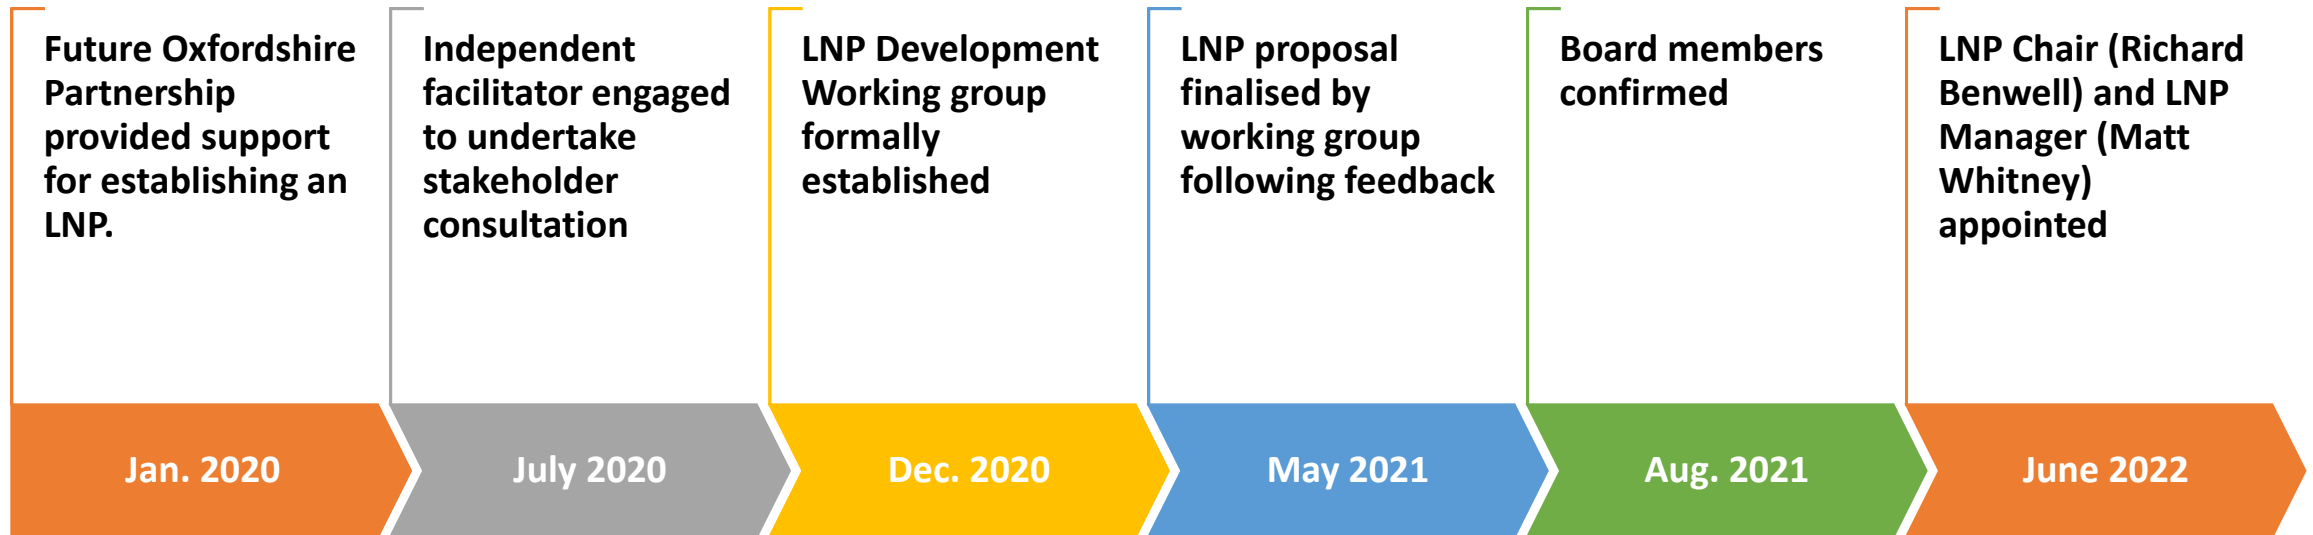 Future Oxfordshire
Partnership
provided support
for establishing an
LNP.
Independent
facilitator engaged
to undertake
stakeholder
consultation
LNP Development
Working group
formally
established
LNP proposal
finalised by
working group
following feedback
Board members
confirmed
LNP Chair (Richard
Benwell) and LNP
Manager (Matt
Whitney)
appointed
Jan. 2020
July 2020
Dec. 2020
May 2021
Aug. 2021
June 2022